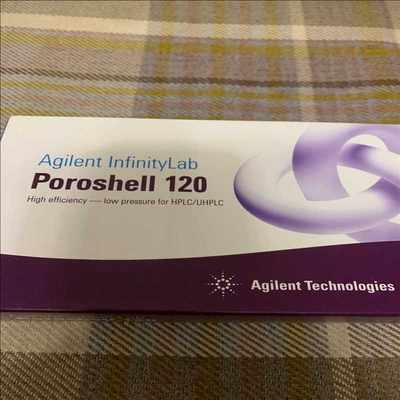 Agilent InfinityLab
Poroshell 120
High efficiency — low pressure for HPLC/UHPLC
Agilent Technologies